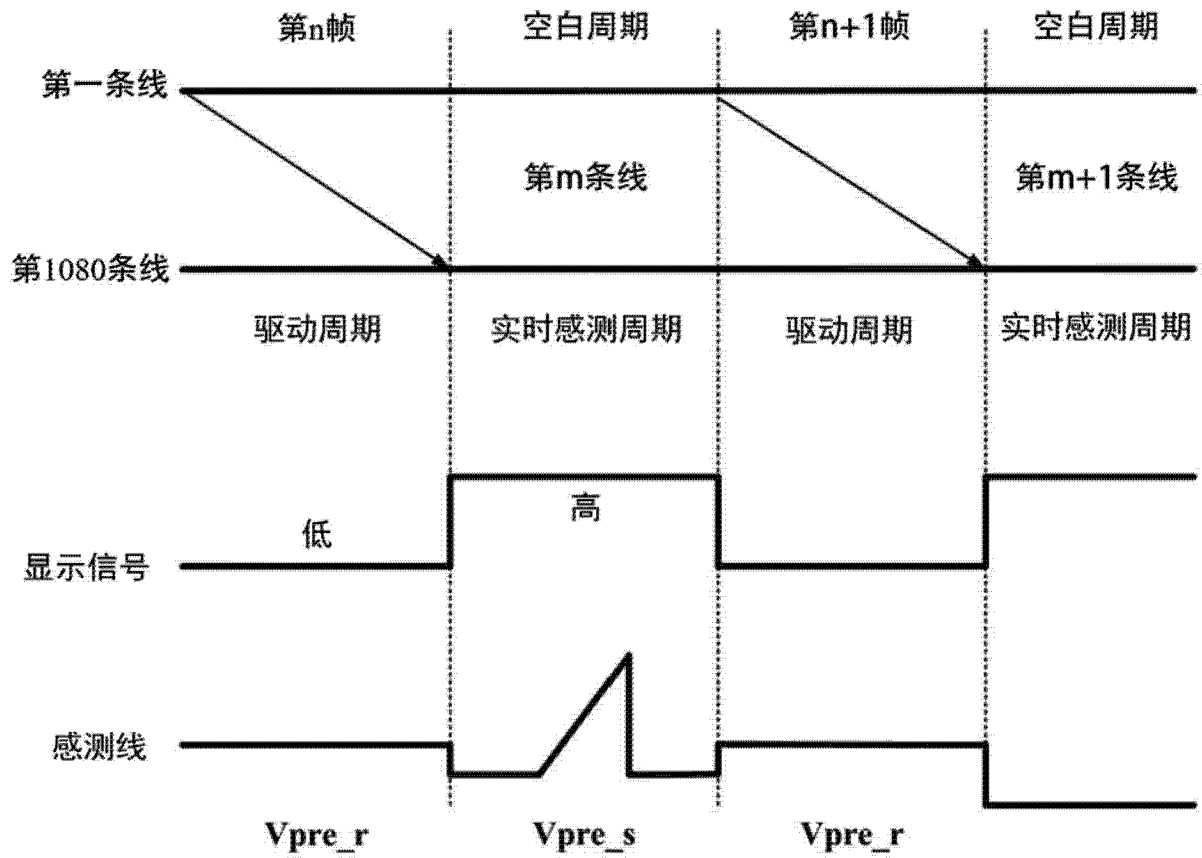 第n帧 空白周期 第n+1帧 空白周期
第一条线
第m条线 第m+1条线
第1080条线
驱动周期 实时感测周期 驱动周期 实时感测周期
低 高
显示信号
感测线
Vpre_r Vpre_s Vpre_r